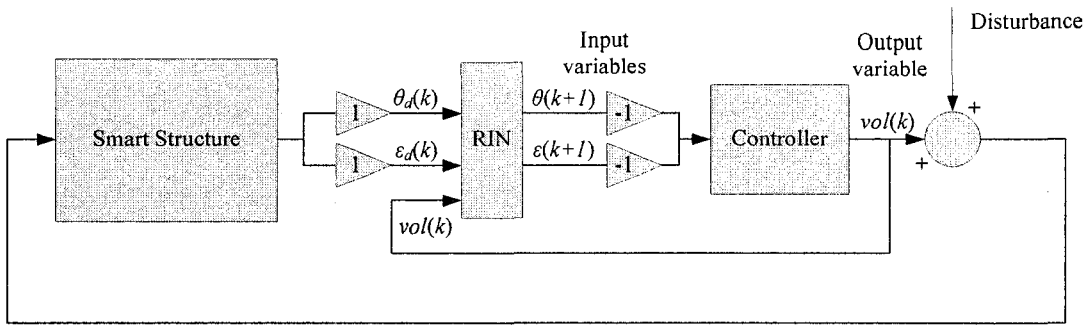 Disturbance
Input
variables
Output
variable
Smart Structure
1
θd(k)
1
εd(k)
vol(k)
RIN
θ(k+1)
ε(k+1)
-1
-1
Controller
vol(k)
+
+